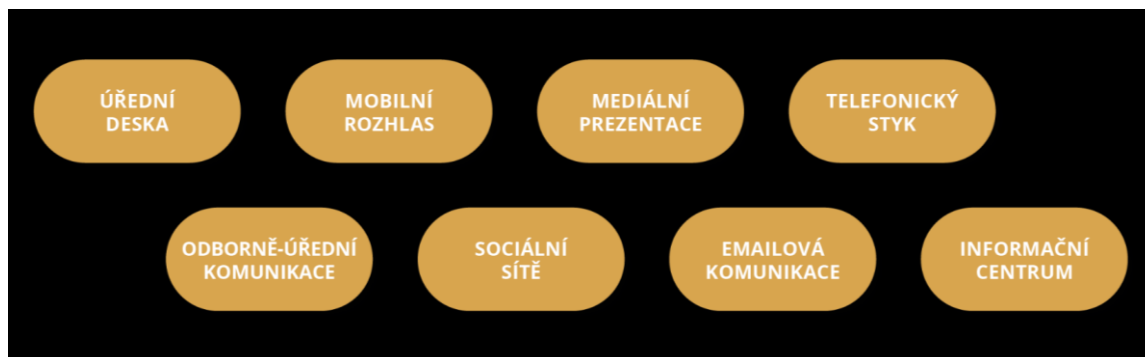 ÚŘEDNÍ
DESKA
MOBILNÍ
ROZHLAS
MEDIÁLNÍ
PREZENTACE
TELEFONICKÝ
STYK
ODBORNĚ-ÚŘEDNÍ
KOMUNIKACE
SOCIÁLNÍ
SÍTĚ
EMAILOVÁ
KOMUNIKACE
INFORMAČNÍ
CENTRUM